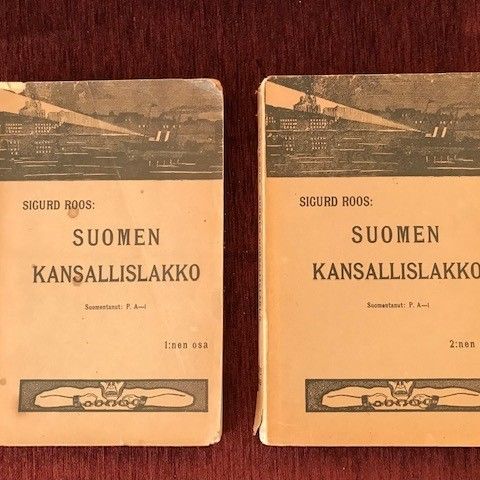 SIGURD ROOS:
SUOMEN
KANSALLISLAKKO
Suomentanut: P. A—i
1:nen osa
SIGURD ROOS:
SUOMEN
KANSALLISLAKKO
Suomentanut: P. A—i
2:nen